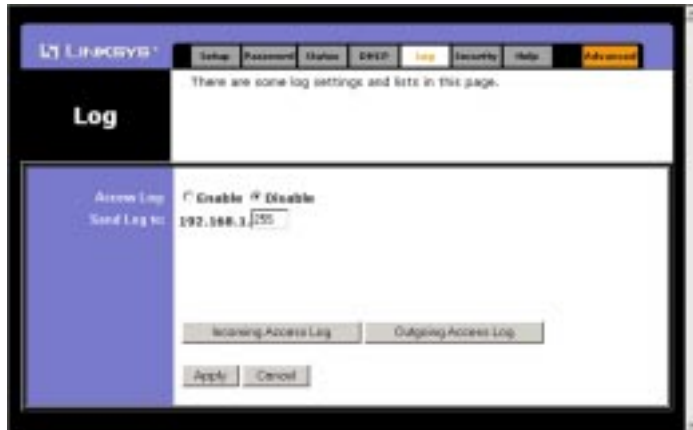 LINKSYS®
Setup Password Status DHCP Log Security Help Advanced
Log
There are some log settings and lists in this page.
Access Log: Enable Disable
Send Log to: 192.168.1.255
Incoming Access Log Outgoing Access Log
Apply Cancel